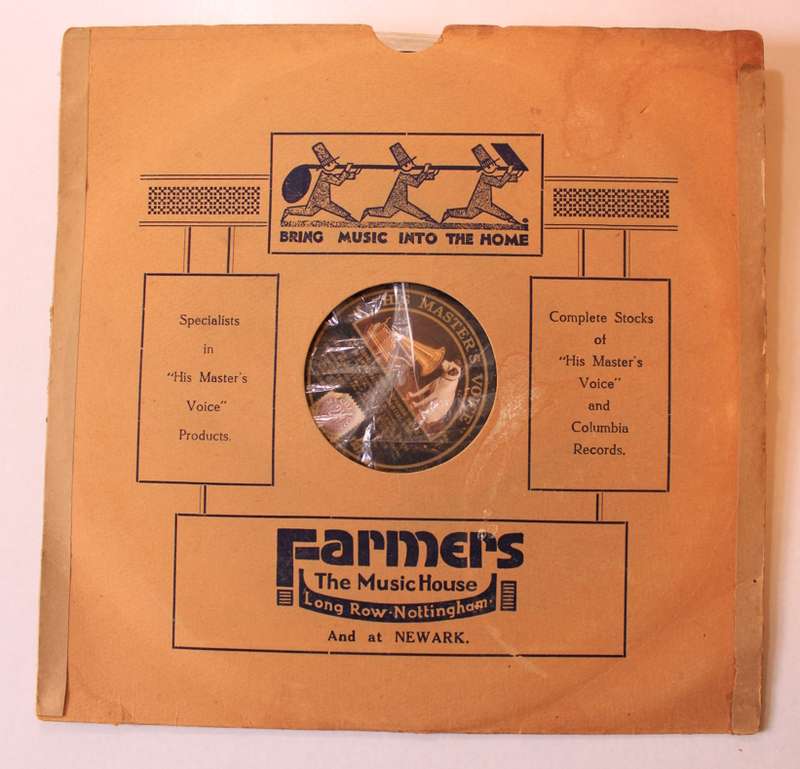 BRING MUSIC INTO THE HOME
Specialists
in
"His Master's
Voice"
Products.
HIS MASTER'S VOICE
Complete Stocks
of
"His Master's
Voice"
and
Columbia
Records.
Farmers
The Music House
Long Row · Nottingham.
And at NEWARK.